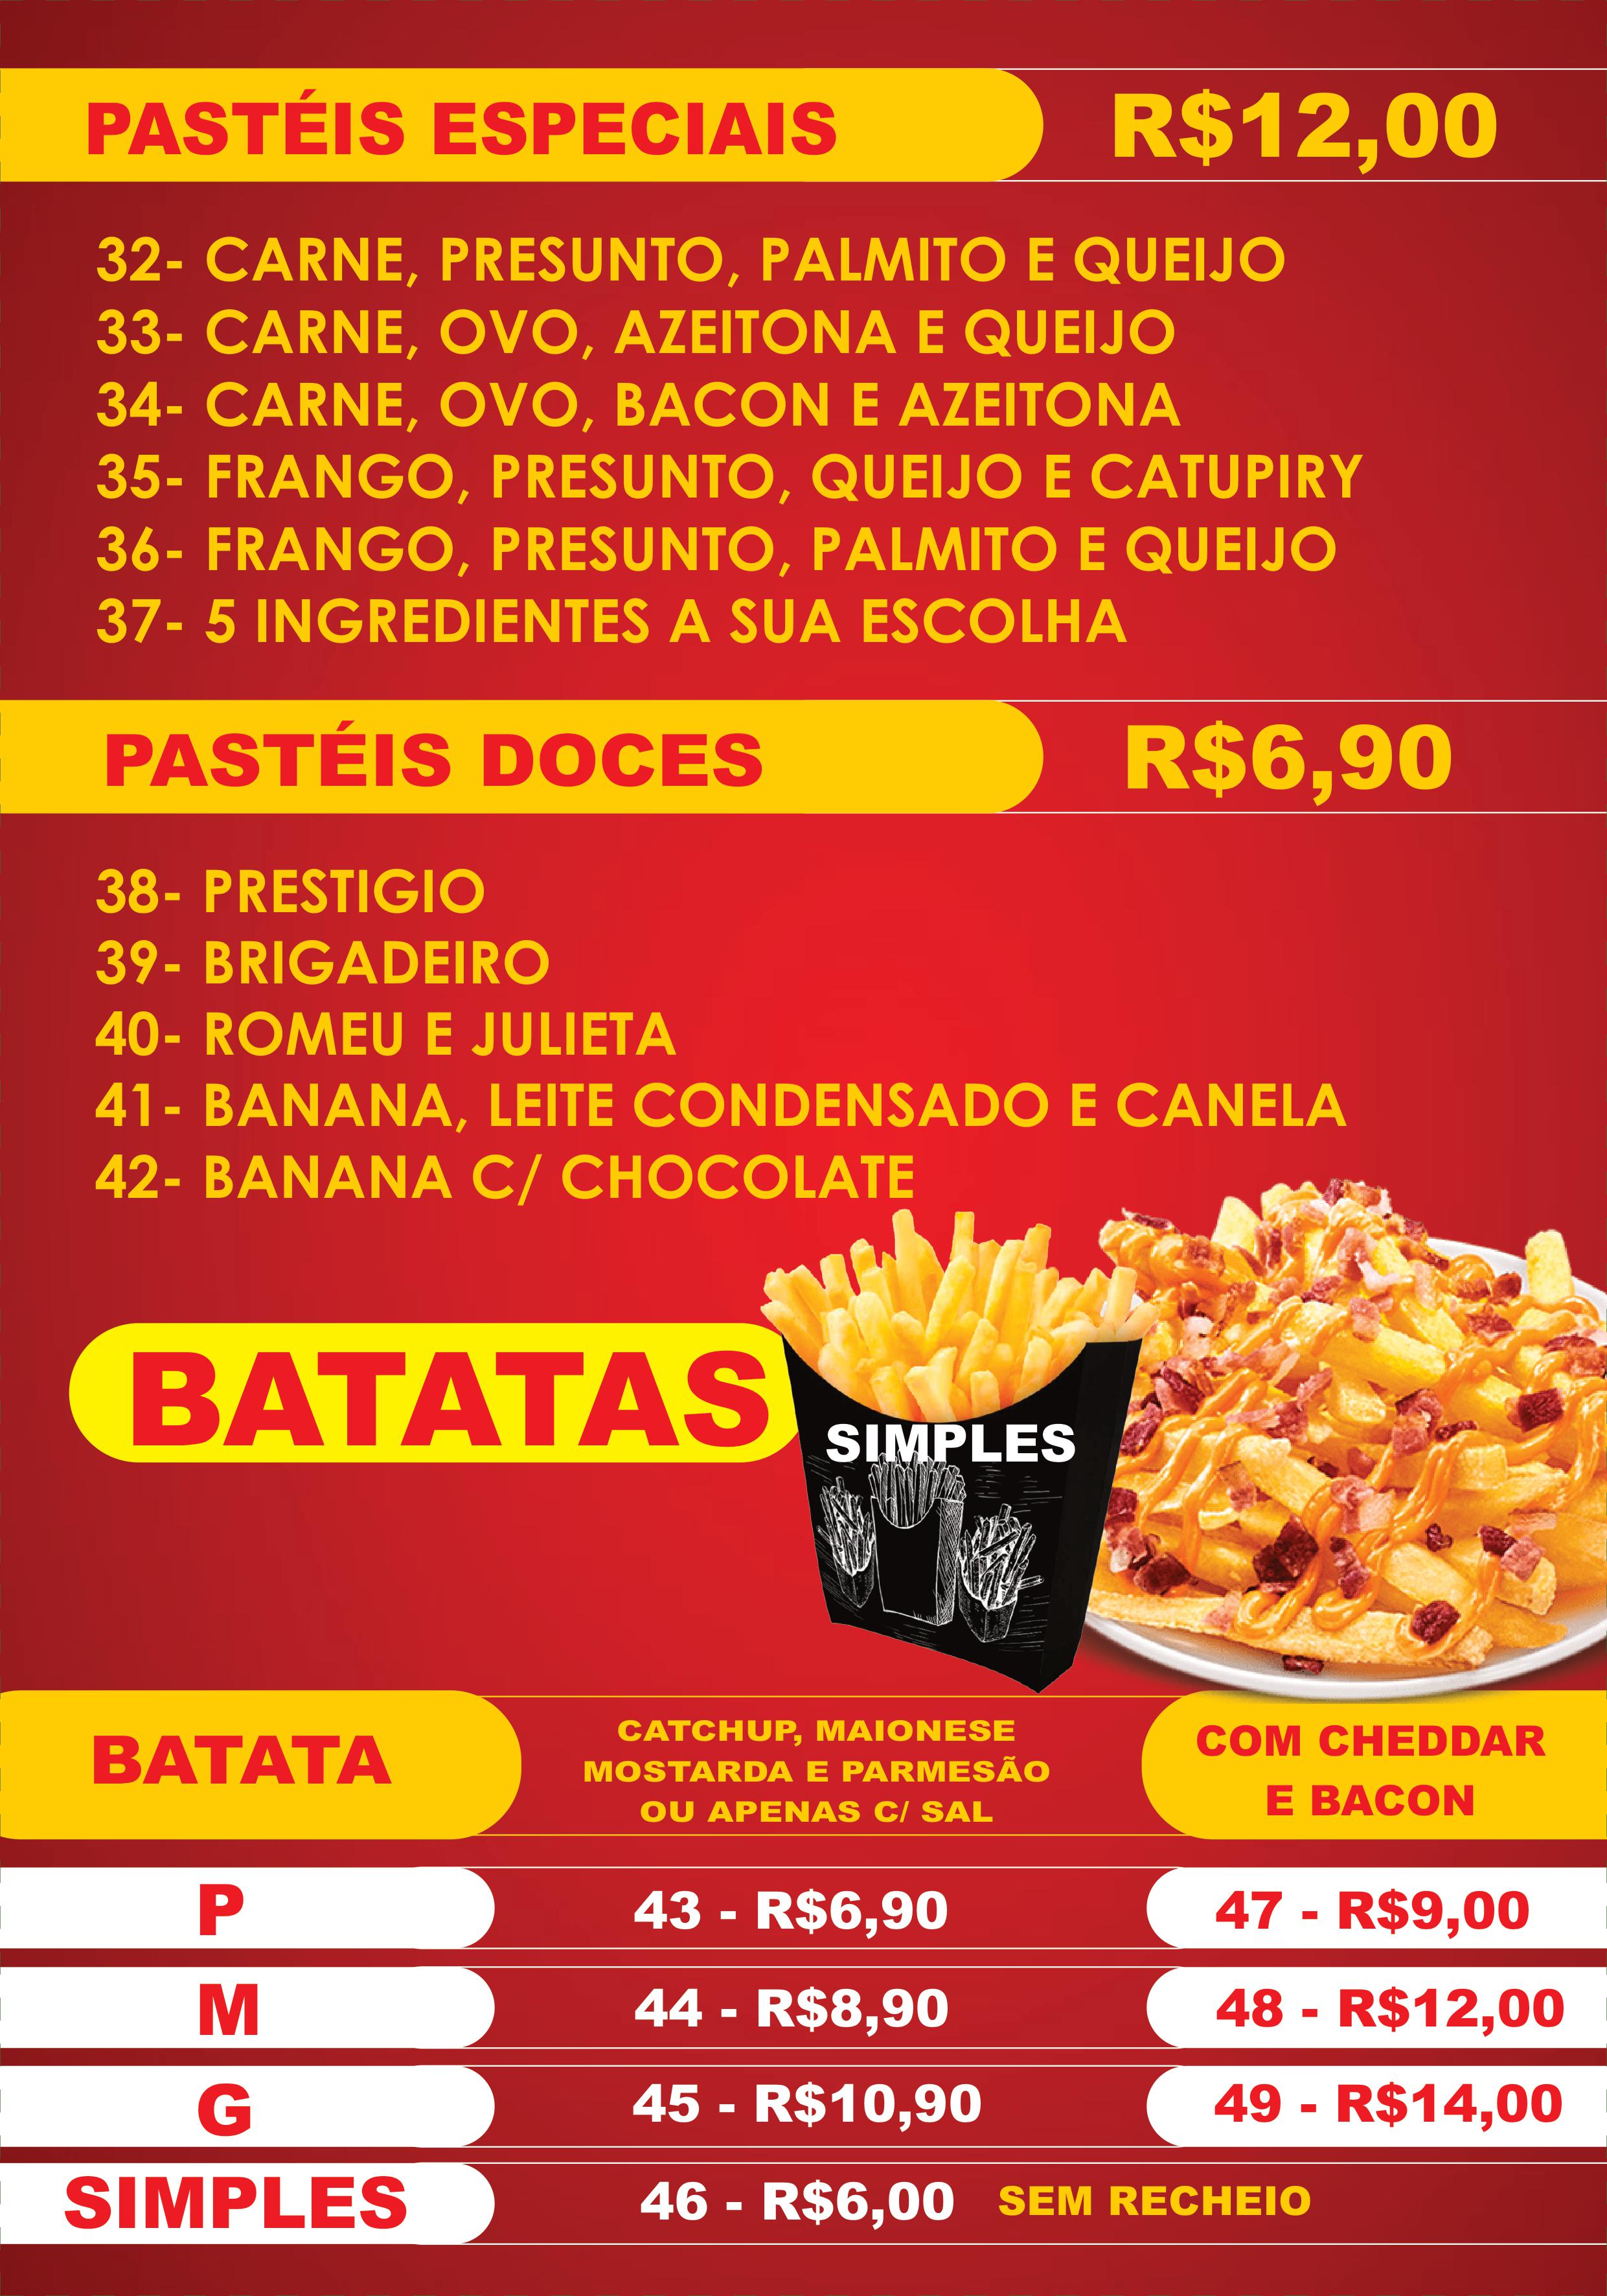 PASTÉIS ESPECIAIS R$12,00
32- CARNE, PRESUNTO, PALMITO E QUEIJO
33- CARNE, OVO, AZEITONA E QUEIJO
34- CARNE, OVO, BACON E AZEITONA
35- FRANGO, PRESUNTO, QUEIJO E CATUPIRY
36- FRANGO, PRESUNTO, PALMITO E QUEIJO
37- 5 INGREDIENTES A SUA ESCOLHA
PASTÉIS DOCES R$6,90
38- PRESTIGIO
39- BRIGADEIRO
40- ROMEU E JULIETA
41- BANANA, LEITE CONDENSADO E CANELA
42- BANANA C/ CHOCOLATE
BATATAS
SIMPLES
BATATA
CATCHUP, MAIONESE
MOSTARDA E PARMESÃO
OU APENAS C/ SAL
COM CHEDDAR
E BACON
P 43 - R$6,90 47 - R$9,00
M 44 - R$8,90 48 - R$12,00
G 45 - R$10,90 49 - R$14,00
SIMPLES 46 - R$6,00 SEM RECHEIO